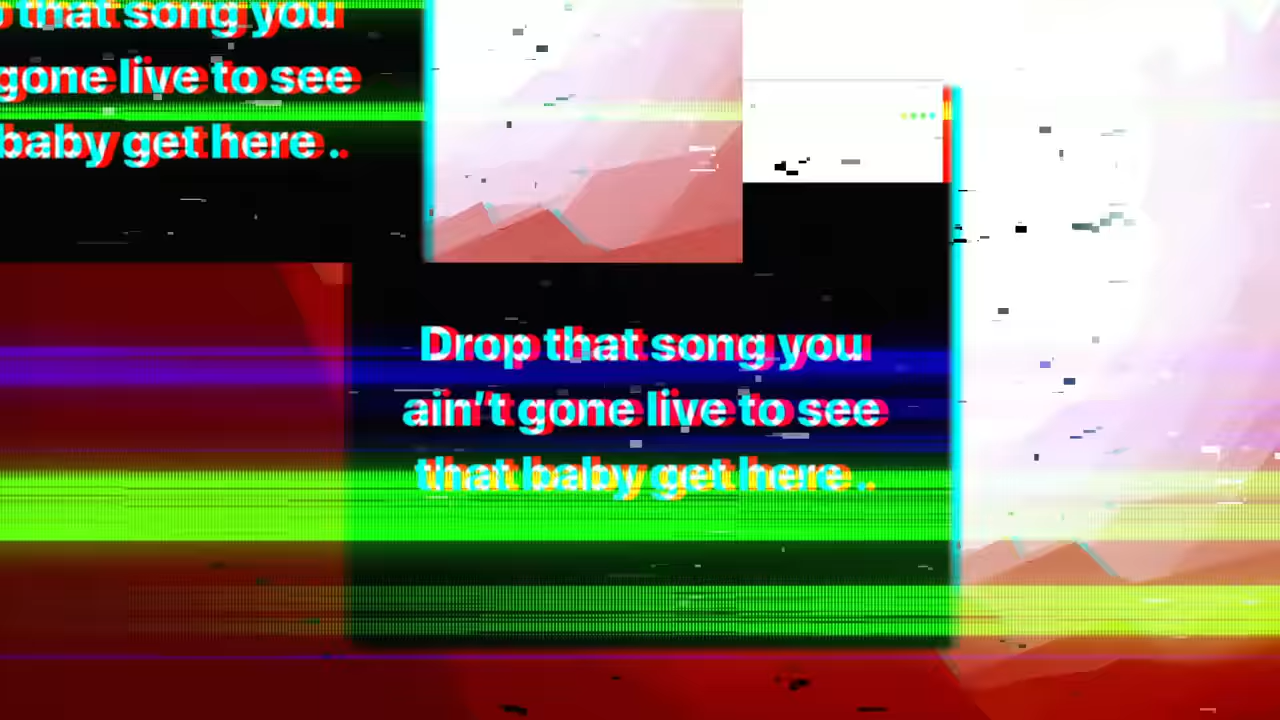 that song you
gone live to see
baby get here ..
Drop that song you
ain't gone live to see
that baby get here ..